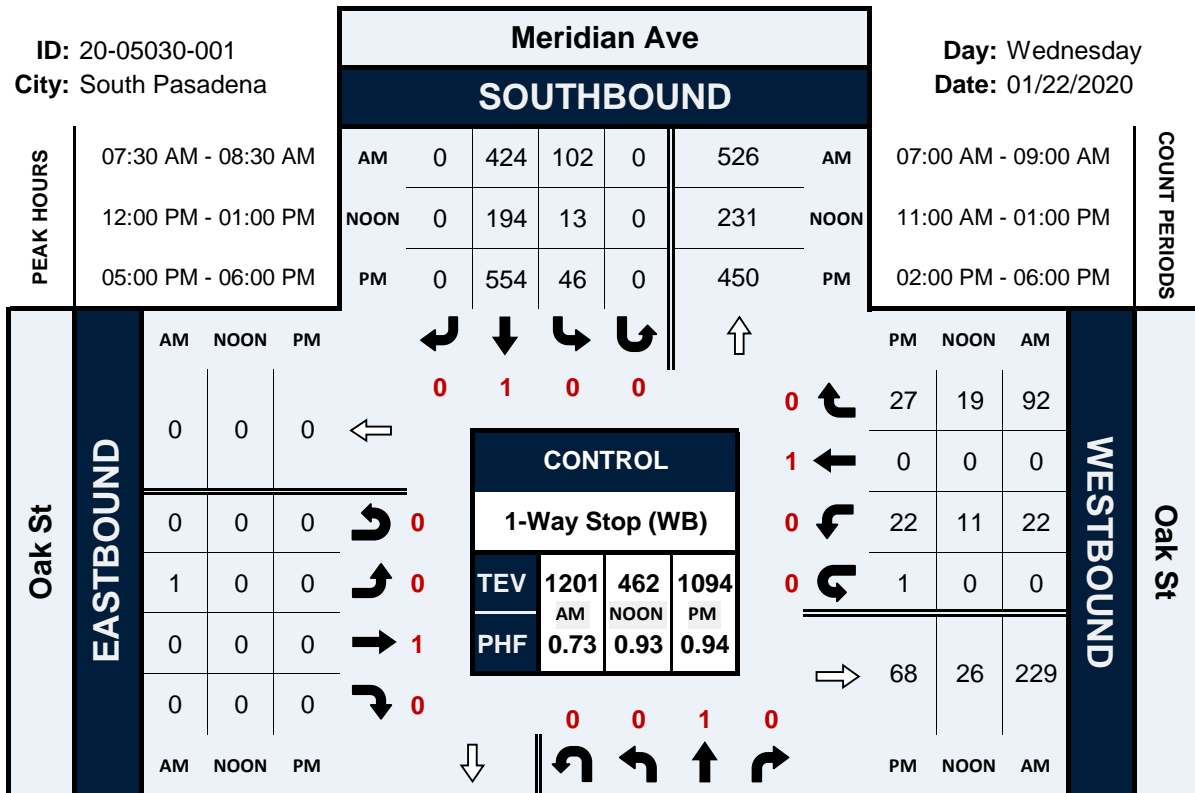 Meridian Ave
ID: 20-05030-001
City: South Pasadena
Day: Wednesday
Date: 01/22/2020
SOUTHBOUND
PEAK HOURS
07:30 AM - 08:30 AM
12:00 PM - 01:00 PM
05:00 PM - 06:00 PM
AM 0 424 102 0 526 AM
NOON 0 194 13 0 231 NOON
PM 0 554 46 0 450 PM
07:00 AM - 09:00 AM
11:00 AM - 01:00 PM
02:00 PM - 06:00 PM
COUNT PERIODS
0 1 0 0
Oak St
EASTBOUND
AM NOON PM
0 0 0
0 0 0 0
1 0 0 0
0 0 0 1
0 0 0 0
AM NOON PM
CONTROL
1-Way Stop (WB)
TEV 1201 462 1094
AM NOON PM
PHF 0.73 0.93 0.94
0 0 1 0
PM NOON AM
0 27 19 92
1 0 0 0
0 22 11 22
0 1 0 0
68 26 229
PM NOON AM
WESTBOUND
Oak St